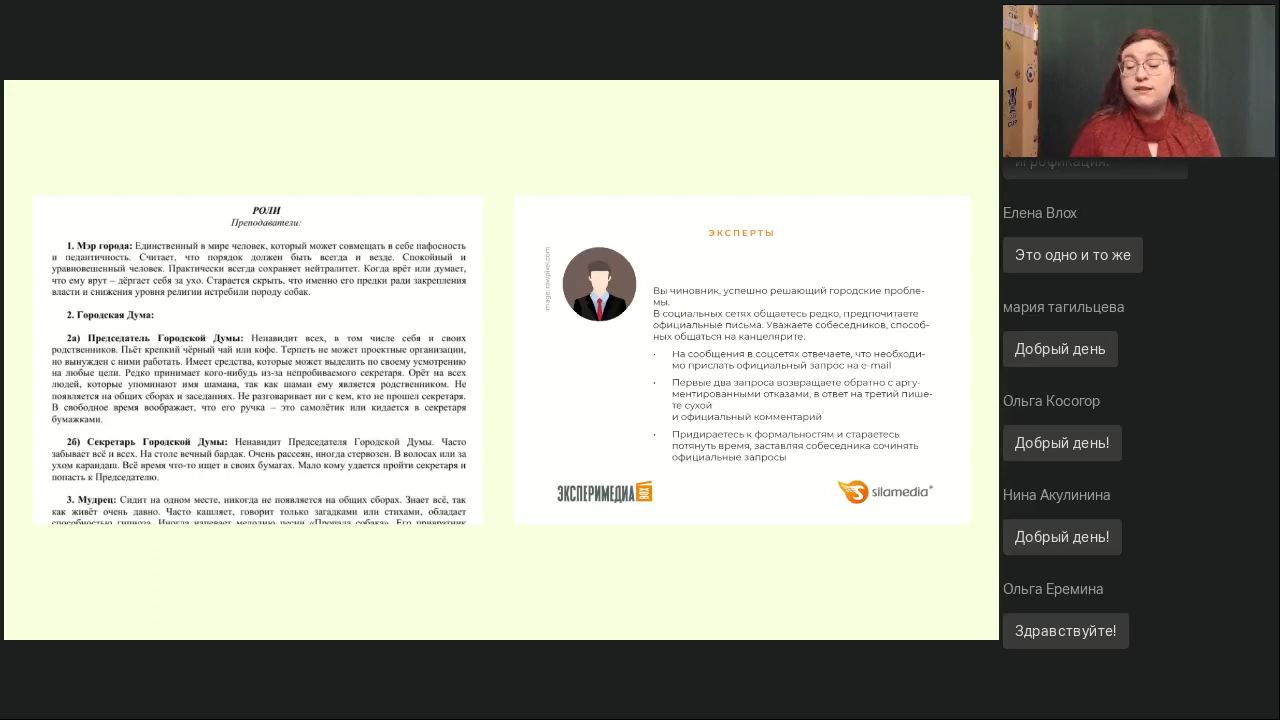 РОЛИ
Преподаватели:
1. Мэр города: Единственный в мире человек, который может совмещать в себе пафосность
и педантичность. Считает, что порядок должен быть всегда и везде. Спокойный и
уравновешенный человек. Практически всегда сохраняет нейтралитет. Когда врёт или думает,
что ему врут – дёргает себя за ухо. Старается скрыть, что именно его предки ради закрепления
власти и снижения уровня религии истребили породу собак.
2. Городская Дума:
2а) Председатель Городской Думы: Ненавидит всех, в том числе себя и своих
родственников. Пьёт крепкий чёрный чай или кофе. Терпеть не может проектные организации,
но вынужден с ними работать. Имеет средства, которые может выделить по своему усмотрению
на любые цели. Редко принимает кого-нибудь из-за непробиваемого секретаря. Орёт на всех
людей, которые упоминают имя шамана, так как шаман ему является родственником. Не
появляется на общих сборах и заседаниях. Не разговаривает ни с кем, кто не прошел секретаря.
В свободное время воображает, что его ручка – это самолётик или кидается в секретаря
бумажками.
2б) Секретарь Городской Думы: Ненавидит Председателя Городской Думы. Часто
забывает всё и всех. На столе вечный бардак. Очень рассеян, иногда стервозен. В волосах или за
ухом карандаш. Всё время что-то ищет в своих бумагах. Мало кому удается пройти секретаря и
попасть к Председателю.
3. Мудрец: Сидит на одном месте, никогда не появляется на общих сборах. Знает всё, так
как живёт очень давно. Часто кашляет, говорит только загадками или стихами, обладает
способностью гипноза. Иногда напевает мелодию песни «Пропала собака». Его привратник
ЭКСПЕРТЫ
image: rawpixel.com
Вы чиновник, успешно решающий городские пробле-
мы.
В социальных сетях общаетесь редко, предпочитаете
официальные письма. Уважаете собеседников, способ-
ных общаться на канцелярите.
· На сообщения в соцсетях отвечаете, что необходи-
мо прислать официальный запрос на e-mail
· Первые два запроса возвращаете обратно с аргу-
ментированными отказами, в ответ на третий пише-
те сухой
и официальный комментарий
· Придираетесь к формальностям и стараетесь
потянуть время, заставляя собеседника сочинять
официальные запросы
ЭКСПЕРИМЕДИА BOX
silamedia
игрофикация.
Елена Влох
Это одно и то же
мария тагильцева
Добрый день
Ольга Косогор
Добрый день!
Нина Акулинина
Добрый день!
Ольга Еремина
Здравствуйте!